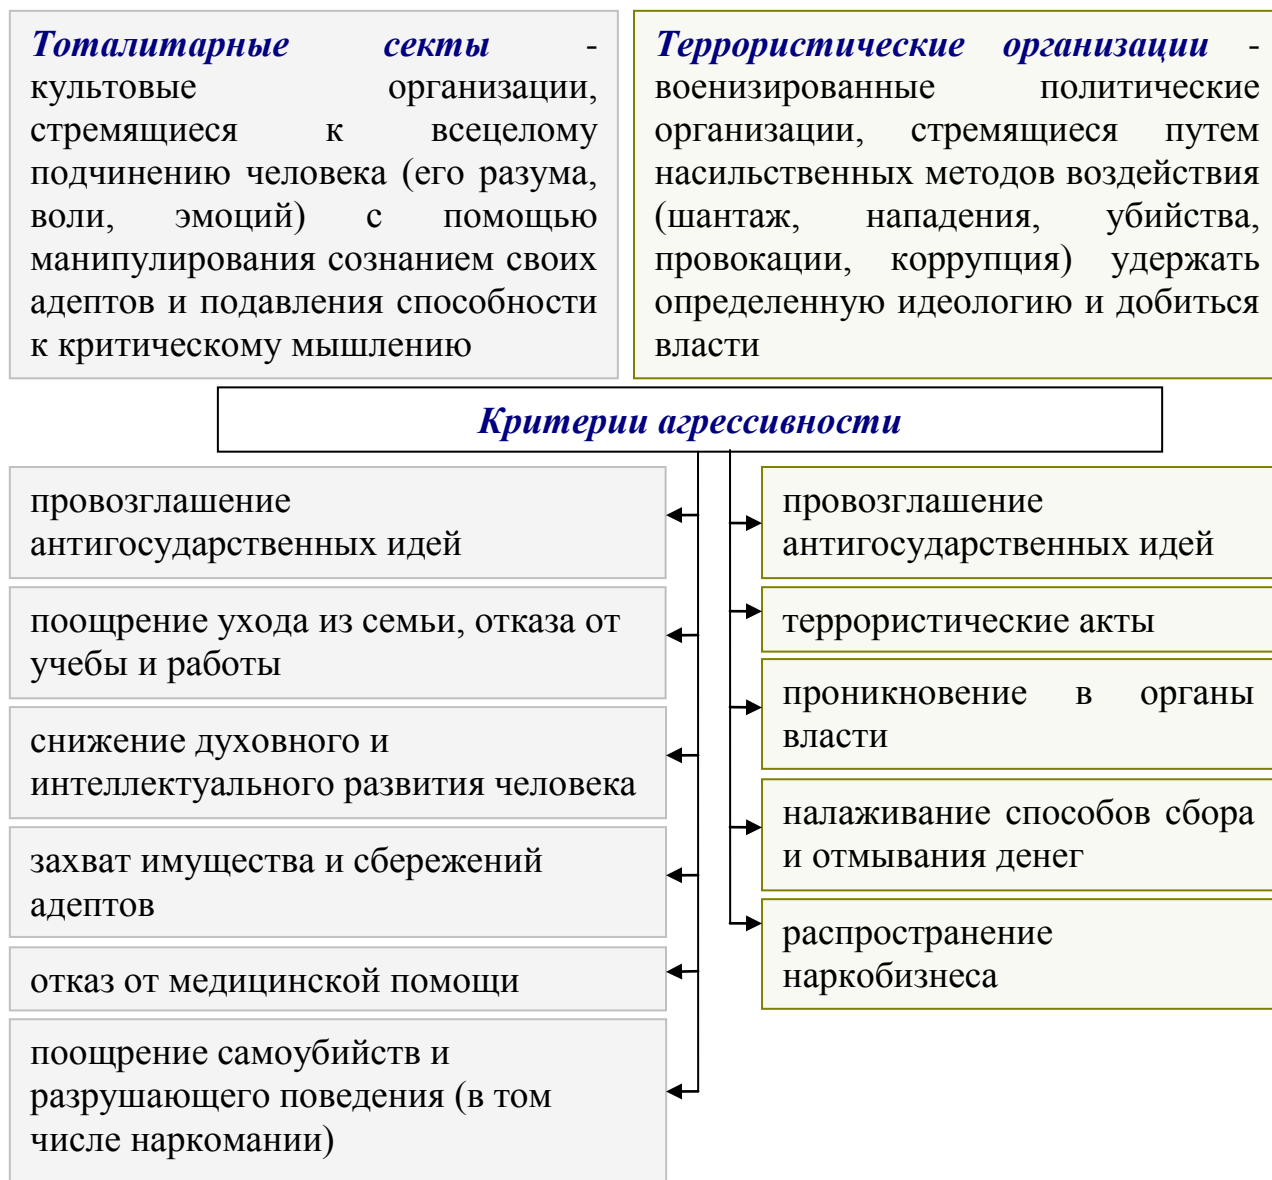 Тоталитарные секты -
культовые организации,
стремящиеся к всецелому
подчинению человека (его разума,
воли, эмоций) с помощью
манипулирования сознанием своих
адептов и подавления способности
к критическому мышлению
Террористические организации -
военизированные политические
организации, стремящиеся путем
насильственных методов воздействия
(шантаж, нападения, убийства,
провокации, коррупция) удержать
определенную идеологию и добиться
власти
Критерии агрессивности
провозглашение
антигосударственных идей
поощрение ухода из семьи, отказа от
учебы и работы
снижение духовного и
интеллектуального развития человека
захват имущества и сбережений
адептов
отказ от медицинской помощи
поощрение самоубийств и
разрушающего поведения (в том
числе наркомании)
провозглашение
антигосударственных идей
террористические акты
проникновение в органы
власти
налаживание способов сбора
и отмывания денег
распространение
наркобизнеса